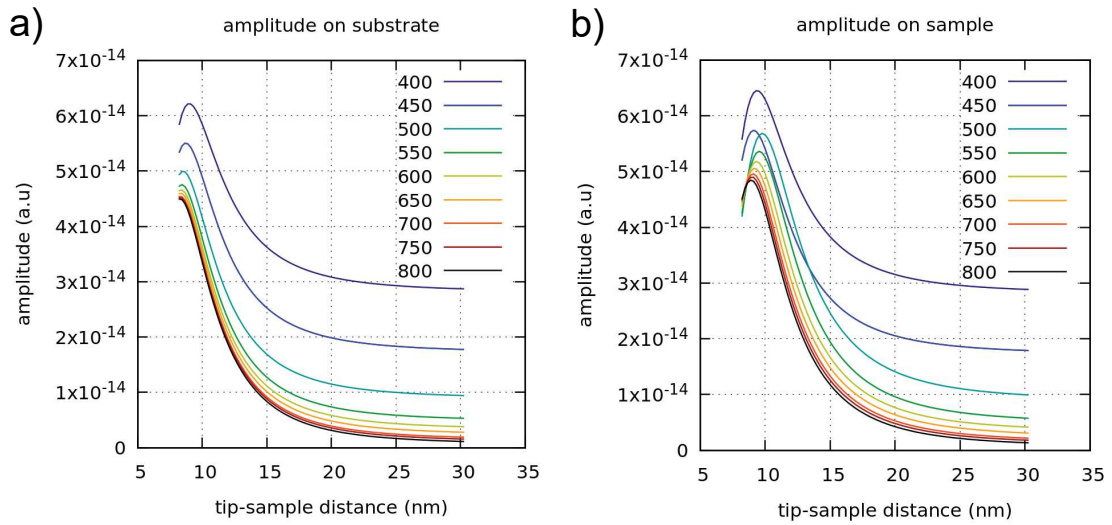 a)
amplitude on substrate
7x10⁻¹⁴
6x10⁻¹⁴
5x10⁻¹⁴
4x10⁻¹⁴
3x10⁻¹⁴
2x10⁻¹⁴
1x10⁻¹⁴
0
amplitude (a.u)
400
450
500
550
600
650
700
750
800
5 10 15 20 25 30 35
tip-sample distance (nm)
b)
amplitude on sample
7x10⁻¹⁴
6x10⁻¹⁴
5x10⁻¹⁴
4x10⁻¹⁴
3x10⁻¹⁴
2x10⁻¹⁴
1x10⁻¹⁴
0
amplitude (a.u)
400
450
500
550
600
650
700
750
800
5 10 15 20 25 30 35
tip-sample distance (nm)